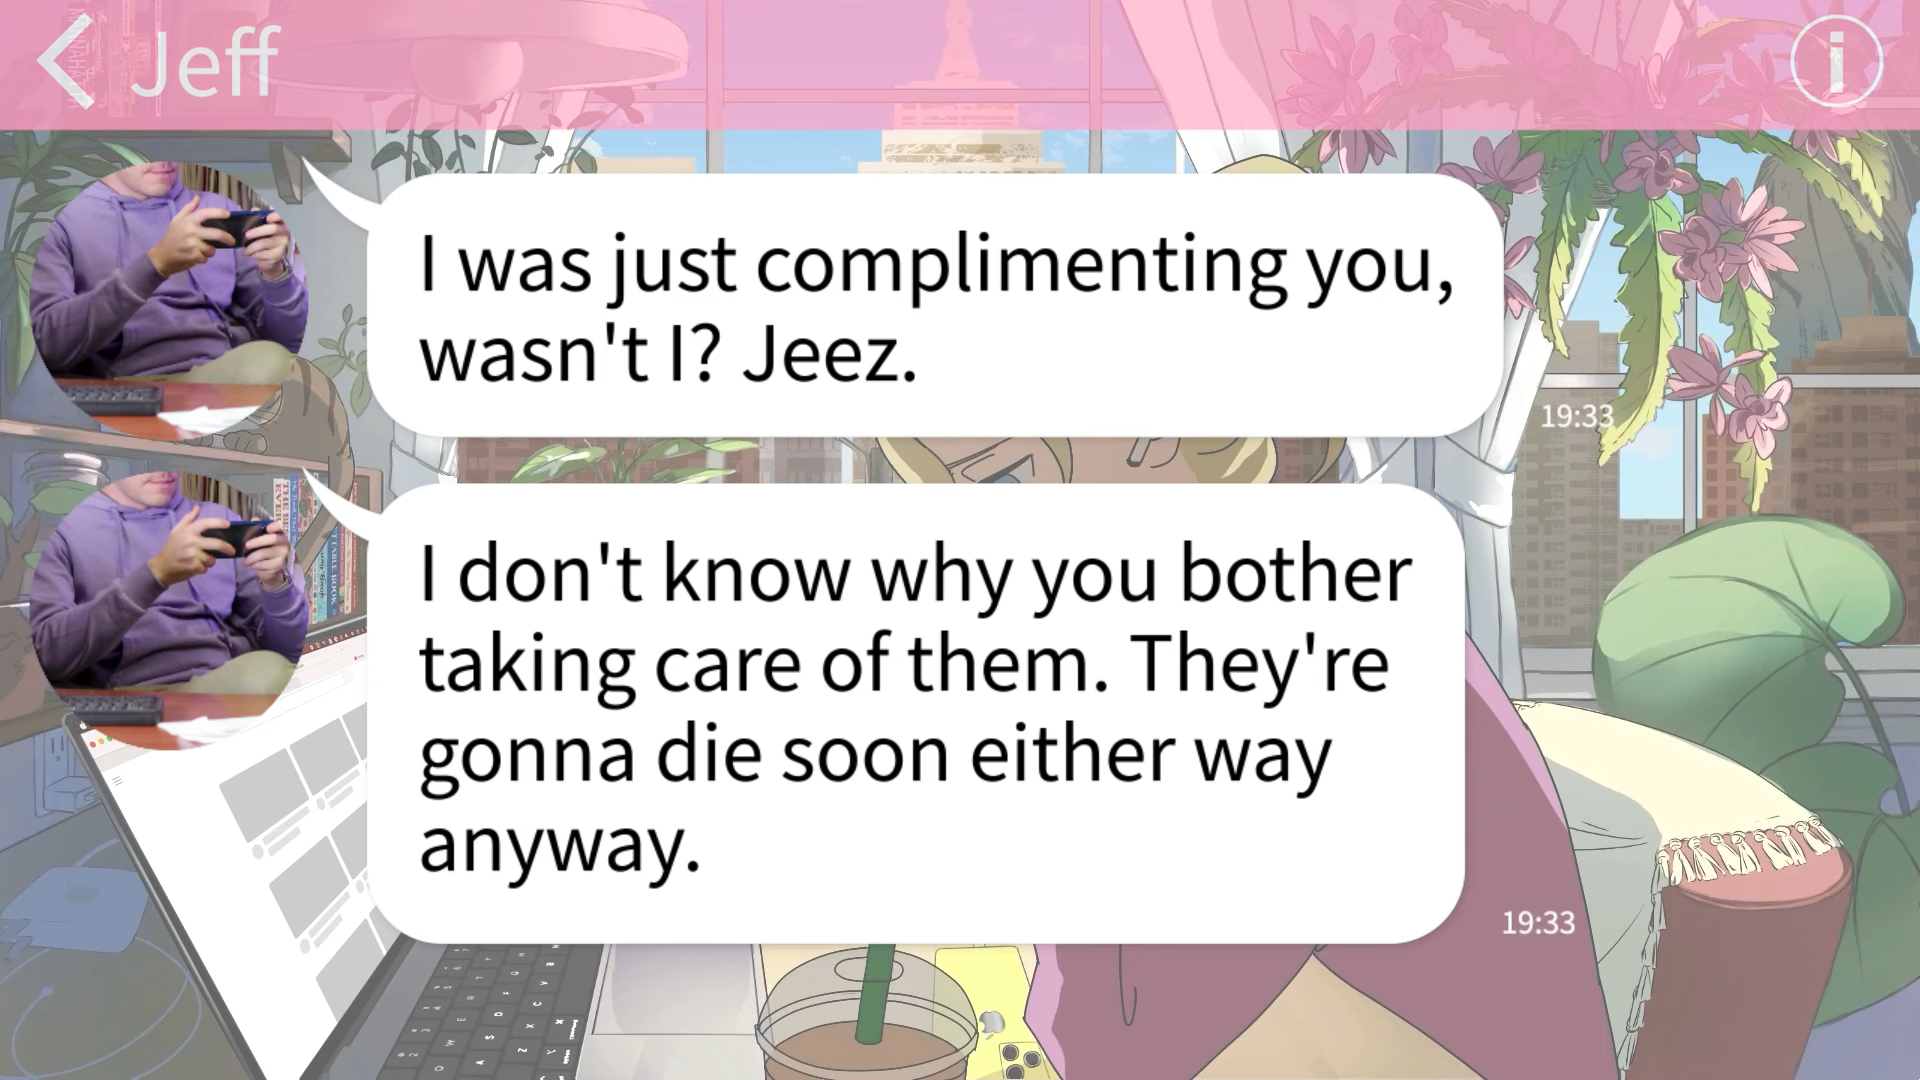 Jeff
I was just complimenting you,
wasn't I? Jeez.
19:33
I don't know why you bother
taking care of them. They're
gonna die soon either way
anyway.
19:33